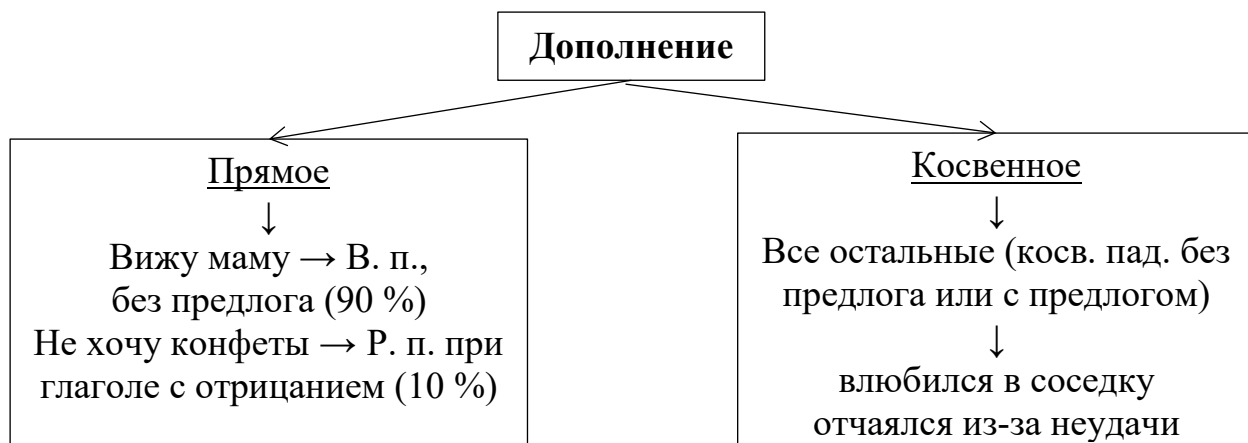 Дополнение
Прямое
↓
Вижу маму → В. п.,
без предлога (90 %)
Не хочу конфеты → Р. п. при
глаголе с отрицанием (10 %)
Косвенное
↓
Все остальные (косв. пад. без
предлога или с предлогом)
↓
влюбился в соседку
отчаялся из-за неудачи